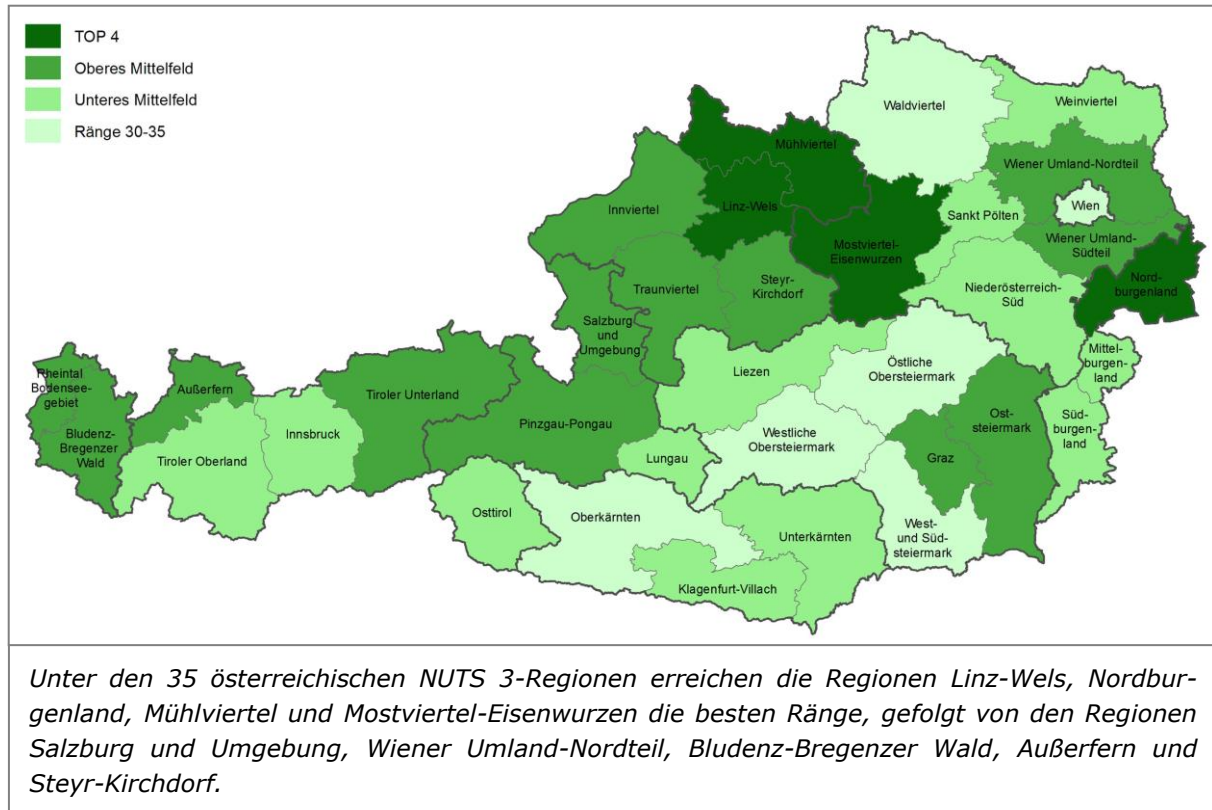 TOP 4
Oberes Mittelfeld
Unteres Mittelfeld
Ränge 30-35
Waldviertel
Weinviertel
Mühlviertel
Wiener Umland-Nordteil
Wien
Linz-Wels
Innviertel
Sankt Pölten
Mostviertel-
Eisenwurzen
Wiener Umland-
Südteil
Nord-
burgenland
Traunviertel
Steyr-
Kirchdorf
Niederösterreich-
Süd
Salzburg
und
Umgebung
Mittel-
burgen-
land
Östliche
Obersteiermark
Liezen
Rheintal
Bodensee-
gebiet
Außerfern
Tiroler Unterland
Ost-
steiermark
Süd-
burgen-
land
Pinzgau-Pongau
Innsbruck
Bludenz-
Bregenzer
Wald
Tiroler Oberland
Westliche
Obersteiermark
Graz
Lungau
Osttirol
Oberkärnten
Unterkärnten
West-
und Süd-
steiermark
Klagenfurt-Villach
Unter den 35 österreichischen NUTS 3-Regionen erreichen die Regionen Linz-Wels, Nordbur-
genland, Mühlviertel und Mostviertel-Eisenwurzen die besten Ränge, gefolgt von den Regionen
Salzburg und Umgebung, Wiener Umland-Nordteil, Bludenz-Bregenzer Wald, Außerfern und
Steyr-Kirchdorf.